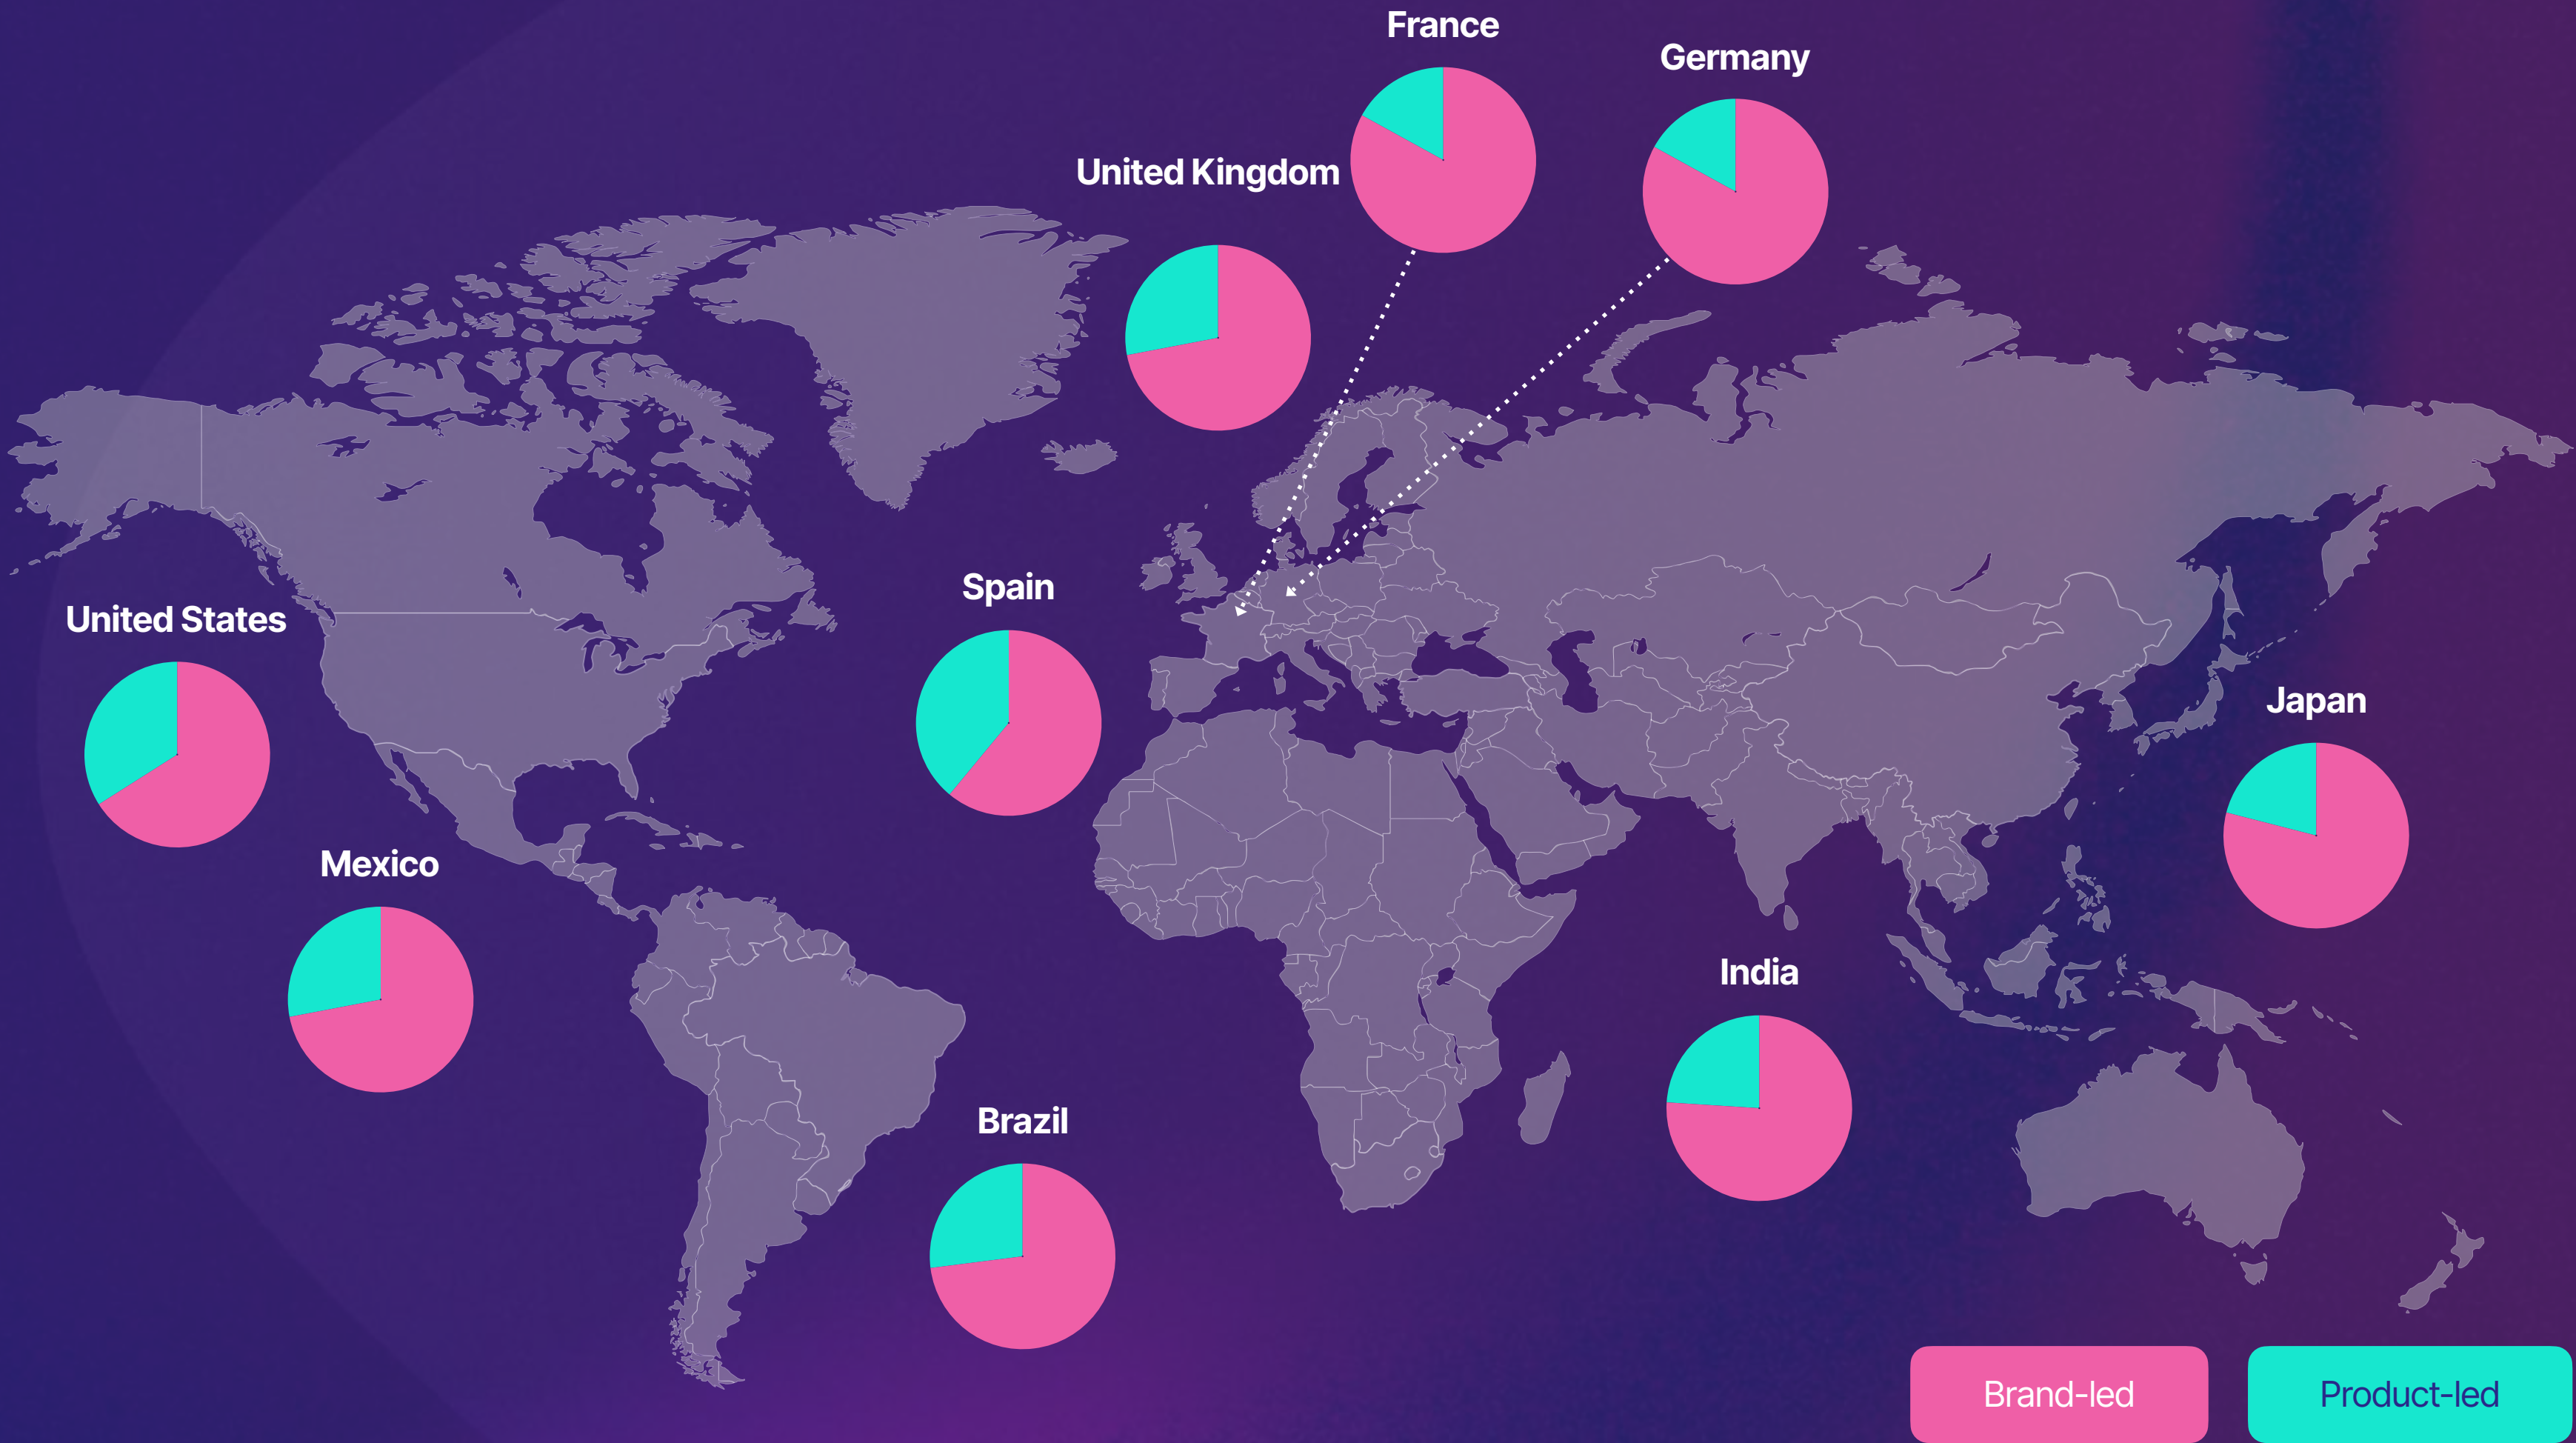 France
Germany
United Kingdom
Spain
United States
Japan
Mexico
India
Brazil
Brand-led
Product-led